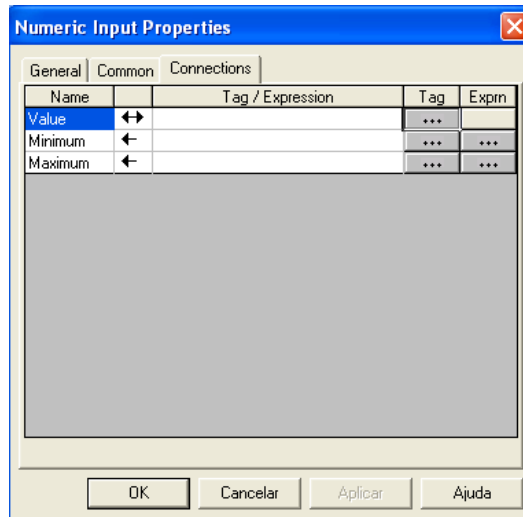 Numeric Input Properties
General Common Connections
Name Tag / Expression Tag Exprn
Value ...
Minimum ... ...
Maximum ... ...
OK Cancelar Aplicar Ajuda